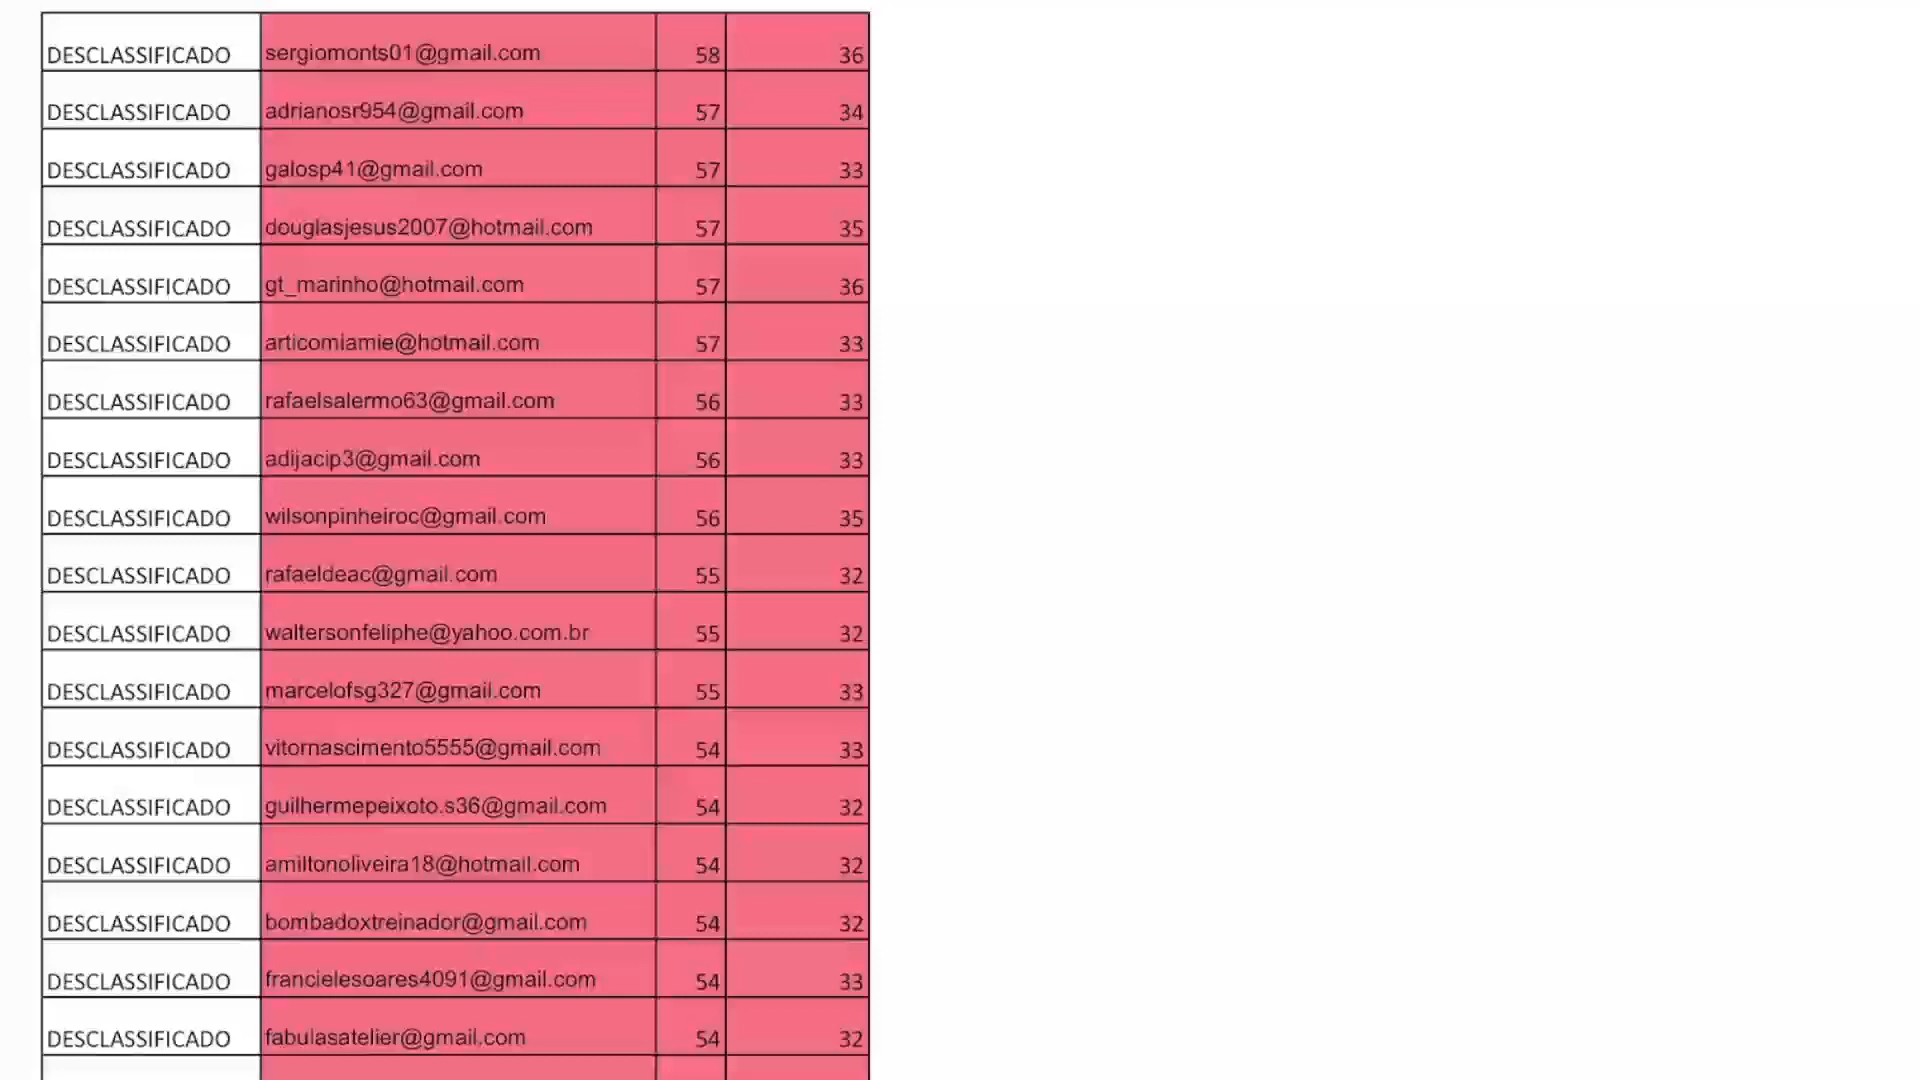 DESCLASSIFICADO sergiomonts01@gmail.com 58 36
DESCLASSIFICADO adrianosr954@gmail.com 57 34
DESCLASSIFICADO galosp41@gmail.com 57 33
DESCLASSIFICADO douglasjesus2007@hotmail.com 57 35
DESCLASSIFICADO gt_marinho@hotmail.com 57 36
DESCLASSIFICADO articomiamie@hotmail.com 57 33
DESCLASSIFICADO rafaelsalermo63@gmail.com 56 33
DESCLASSIFICADO adijacip3@gmail.com 56 33
DESCLASSIFICADO wilsonpinheiroc@gmail.com 56 35
DESCLASSIFICADO rafaeldeac@gmail.com 55 32
DESCLASSIFICADO waltersonfeliphe@yahoo.com.br 55 32
DESCLASSIFICADO marcelofsg327@gmail.com 55 33
DESCLASSIFICADO vitornascimento5555@gmail.com 54 33
DESCLASSIFICADO guilhermepeixoto.s36@gmail.com 54 32
DESCLASSIFICADO amiltonoliveira18@hotmail.com 54 32
DESCLASSIFICADO bombadoxtreinador@gmail.com 54 32
DESCLASSIFICADO francielesoares4091@gmail.com 54 33
DESCLASSIFICADO fabulasatelier@gmail.com 54 32